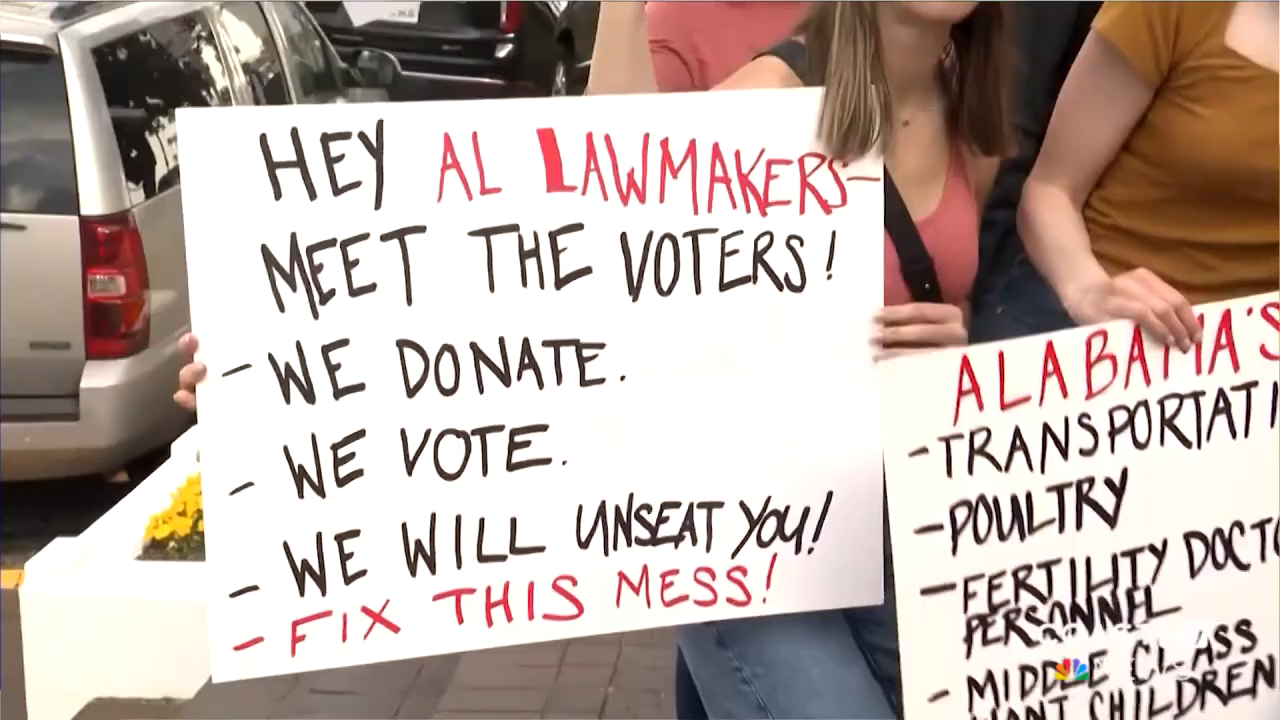 HEY AL LAWMAKERS-
MEET THE VOTERS!
- WE DONATE.
- WE VOTE.
- WE WILL UNSEAT YOU!
- FIX THIS MESS!
ALABAMA'S
- TRANSPORTATI
- POULTRY
- FERTILITY DOCTO
PERSONNEL
- MIDDLE CLASS
WANT CHILDREN